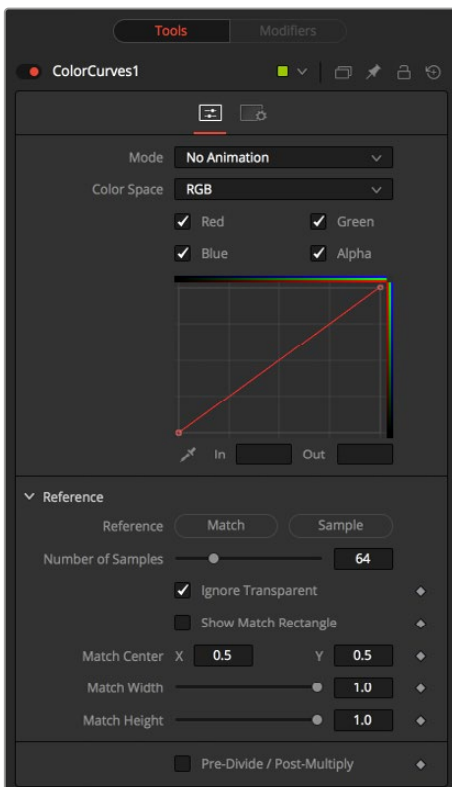 Tools Modifiers
ColorCurves1
Mode No Animation
Color Space RGB
Red Green
Blue Alpha
In Out
Reference
Reference Match Sample
Number of Samples 64
Ignore Transparent
Show Match Rectangle
Match Center X 0.5 Y 0.5
Match Width 1.0
Match Height 1.0
Pre-Divide / Post-Multiply